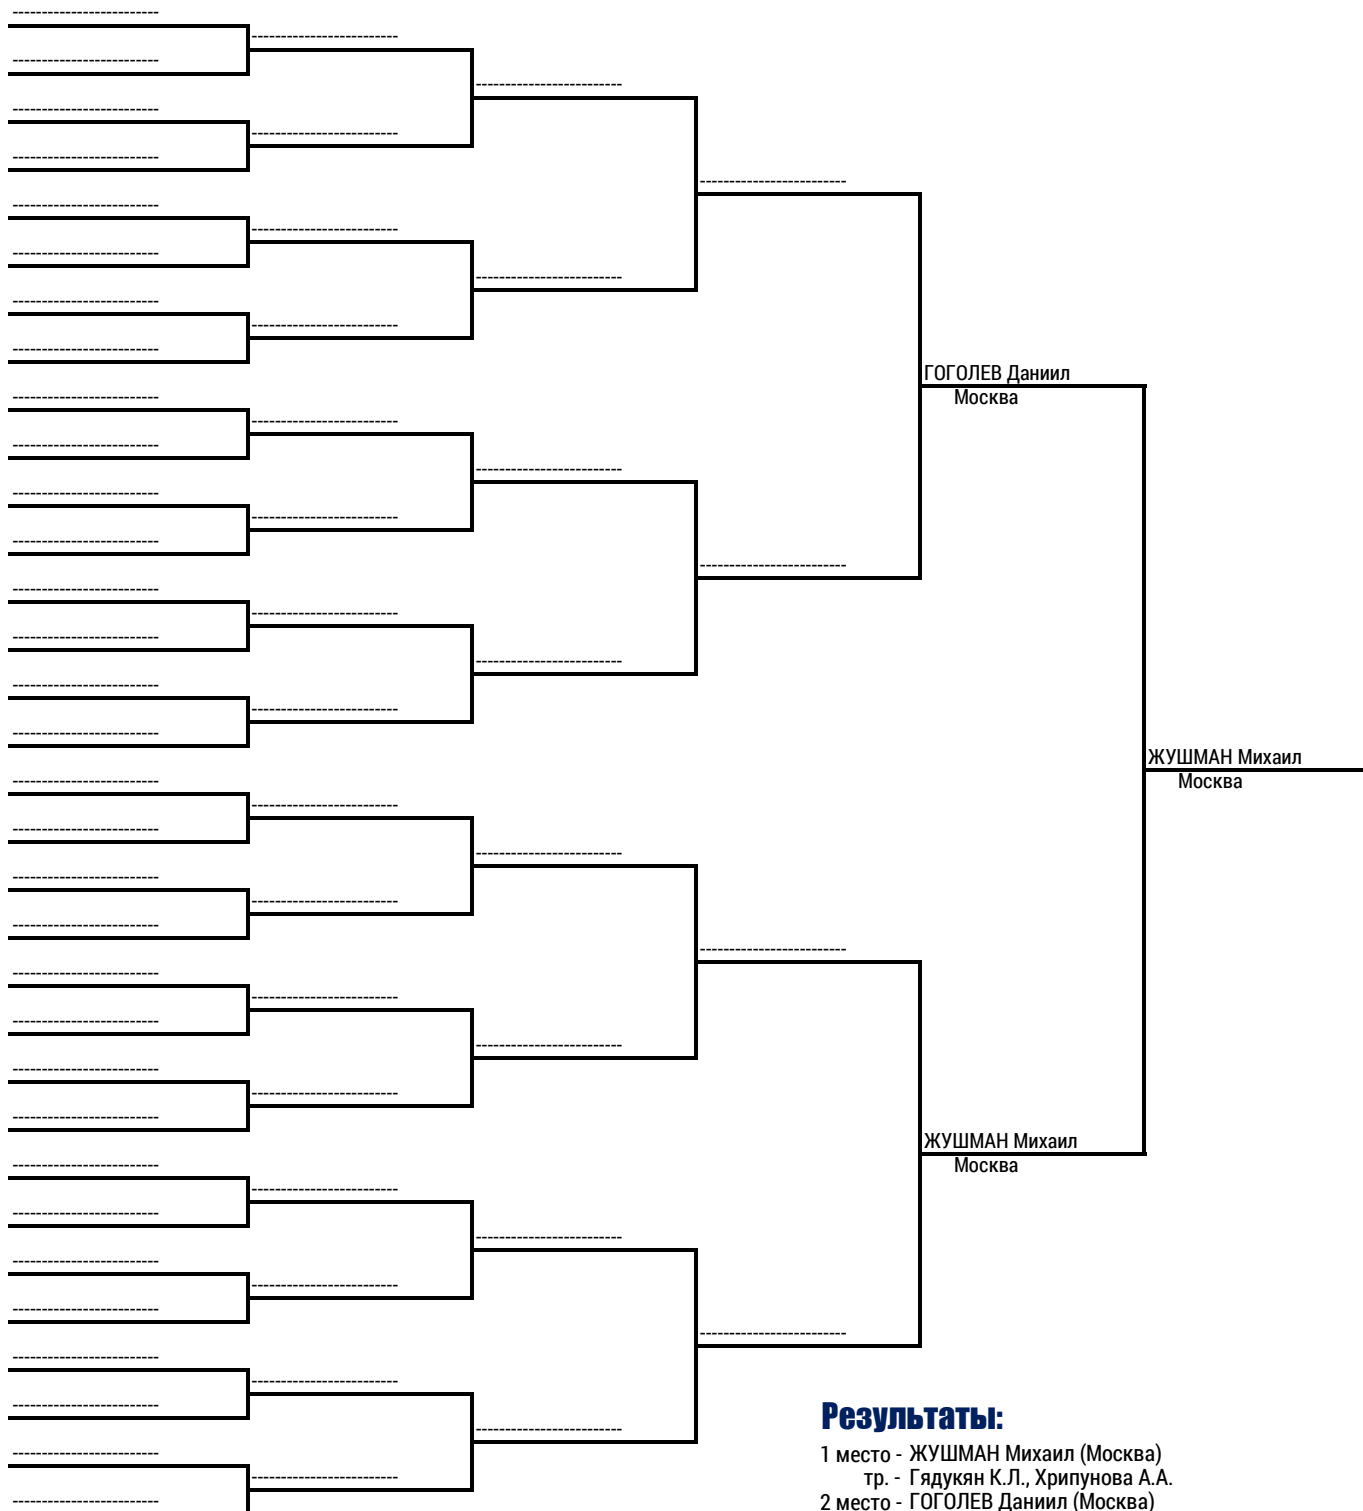 ГОГОЛЕВ Даниил
Москва
ЖУШМАН Михаил
Москва
ЖУШМАН Михаил
Москва
Результаты:
1 место - ЖУШМАН Михаил (Москва)
тр. - Гядукян К.Л., Хрипунова А.А.
2 место - ГОГОЛЕВ Даниил (Москва)